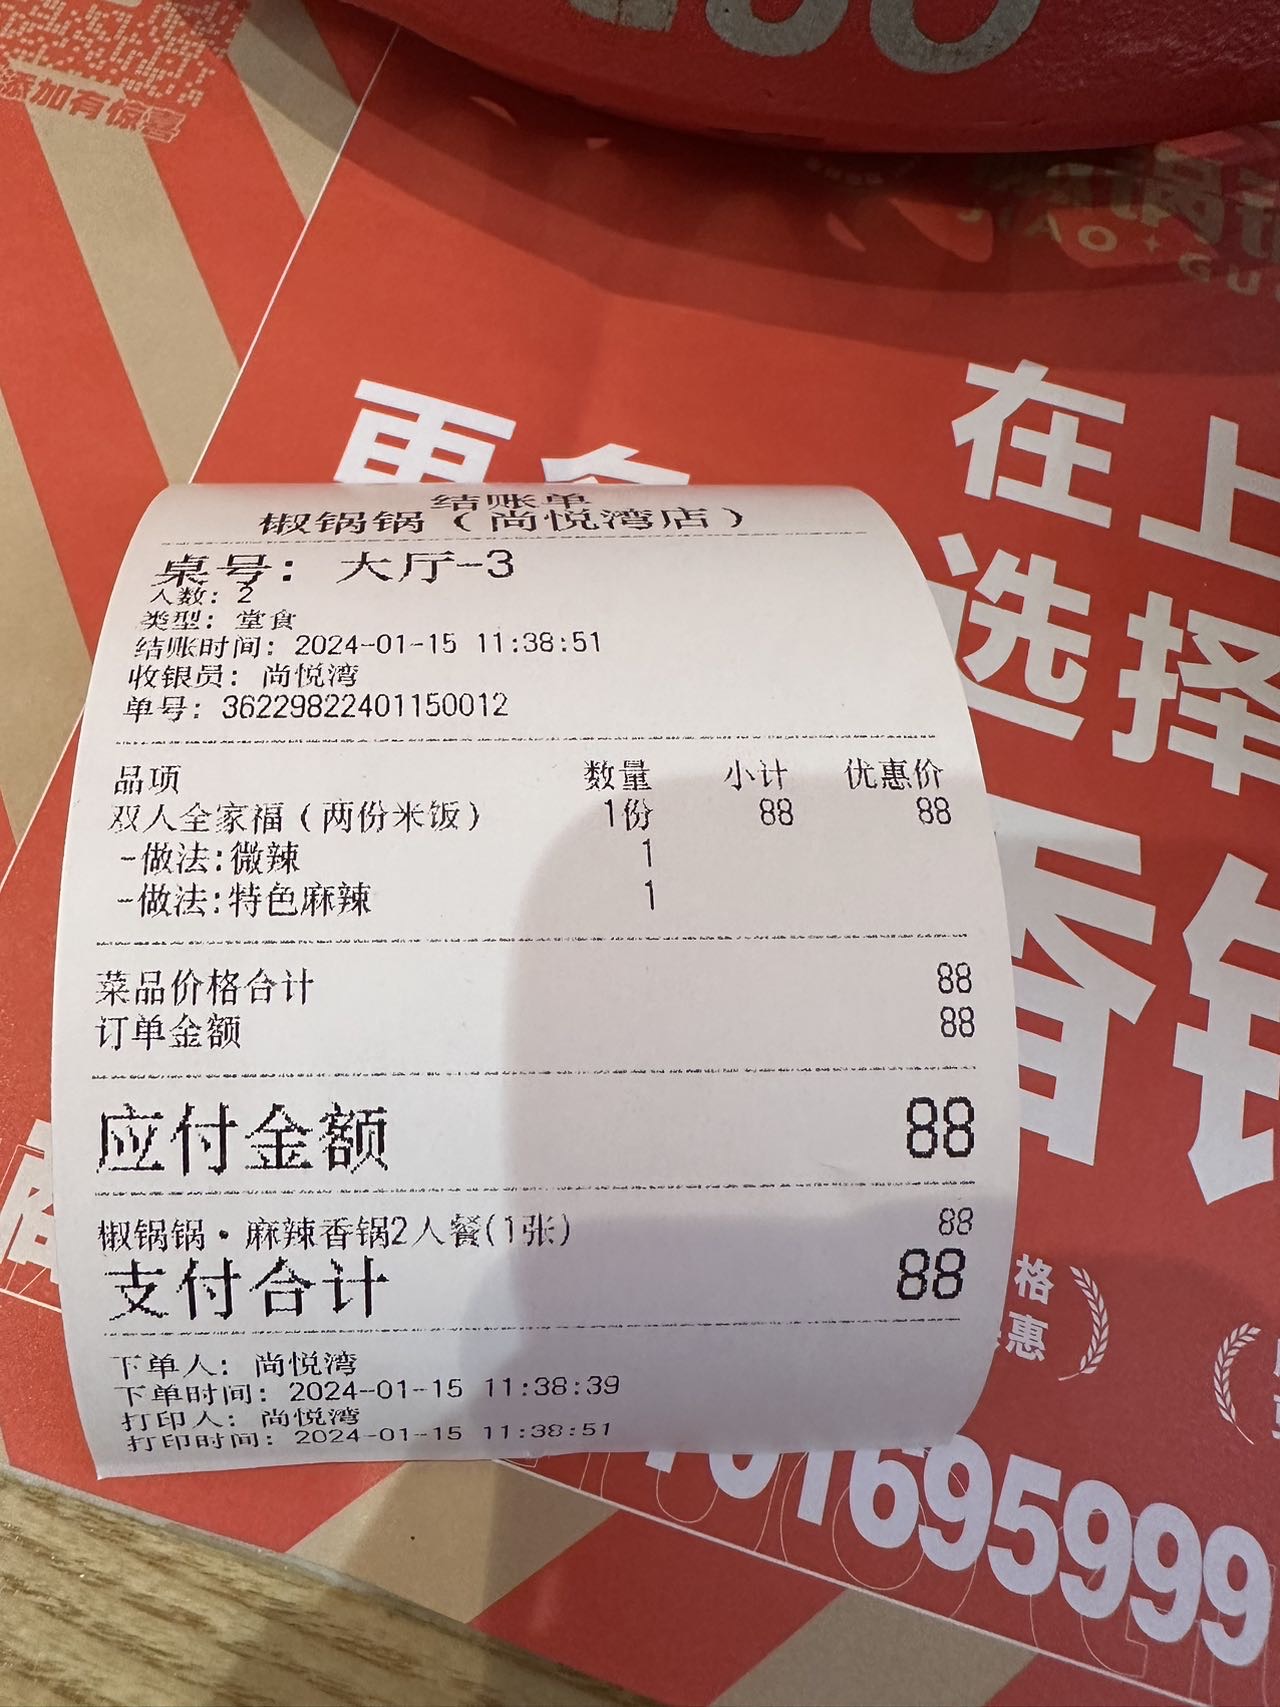 添加有惊喜
在上
选择
结账单
椒锅锅（尚悦湾店）
桌号：大厅-3
人数：2
类型：堂食
结账时间：2024-01-15 11:38:51
收银员：尚悦湾
单号：36229822401150012
品项 数量 小计 优惠价
双人全家福（两份米饭） 1份 88 88
-做法:微辣 1
-做法:特色麻辣 1
菜品价格合计 88
订单金额 88
应付金额 88
椒锅锅·麻辣香锅2人餐(1张) 88
支付合计 88
下单人：尚悦湾
下单时间：2024-01-15 11:38:39
打印人：尚悦湾
打印时间：2024-01-15 11:38:51
香锅
格
惠
1695999